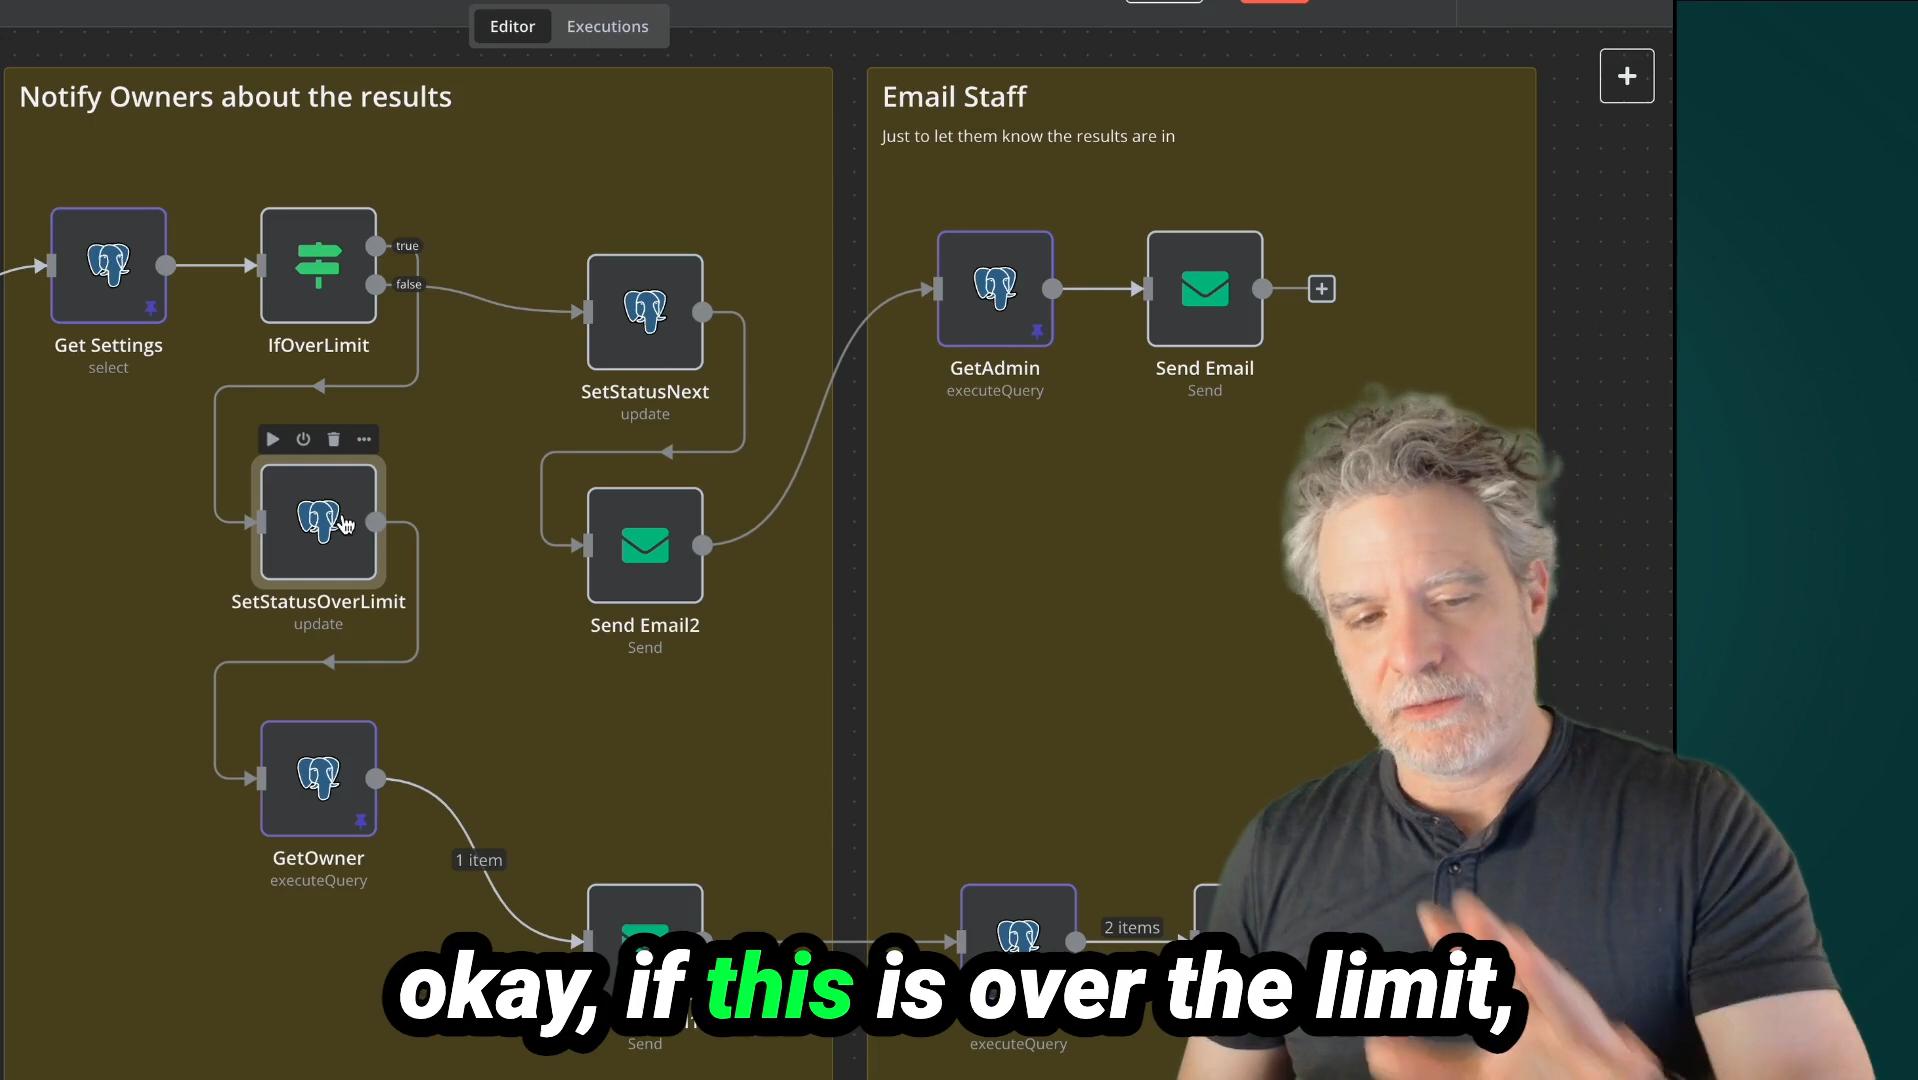 Editor Executions
Notify Owners about the results
Email Staff
Just to let them know the results are in
true
false
Get Settings
select
IfOverLimit
SetStatusNext
update
GetAdmin
executeQuery
Send Email
Send
SetStatusOverLimit
update
Send Email2
Send
GetOwner
executeQuery
1 item
2 items
okay, if this is over the limit,
Send
executeQuery